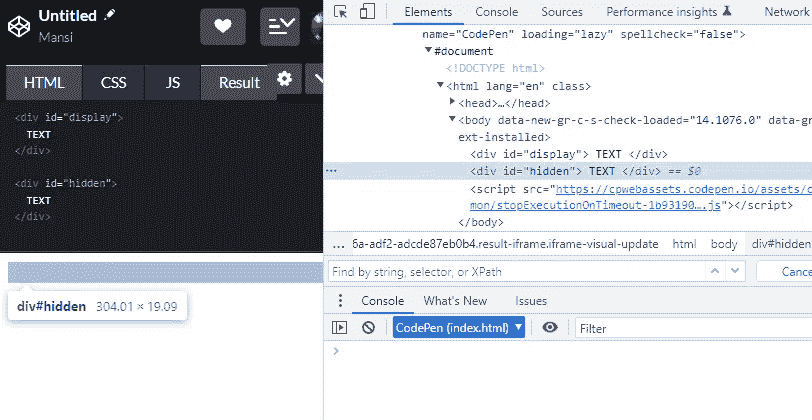 Untitled
Mansi
HTML CSS JS Result
<div id="display">
TEXT
</div>
<div id="hidden">
TEXT
</div>
div#hidden 304.01 × 19.09
Elements Console Sources Performance insights Network
name="CodePen" loading="lazy" spellcheck="false">
#document
<!DOCTYPE html>
<html lang="en" class>
<head>…</head>
<body data-new-gr-c-s-check-loaded="14.1076.0" data-gr
ext-installed>
<div id="display"> TEXT </div>
... <div id="hidden"> TEXT </div> == $0
<script src="https://cpwebassets.codepen.io/assets/c
mon/stopExecutionOnTimeout-1b93190….js"></script>
</body>
... 6a-adf2-adcde87eb0b4.result-iframe.iframe-visual-update html body div#hidden
Find by string, selector, or XPath Cance
Console What's New Issues
CodePen (index.html) Filter